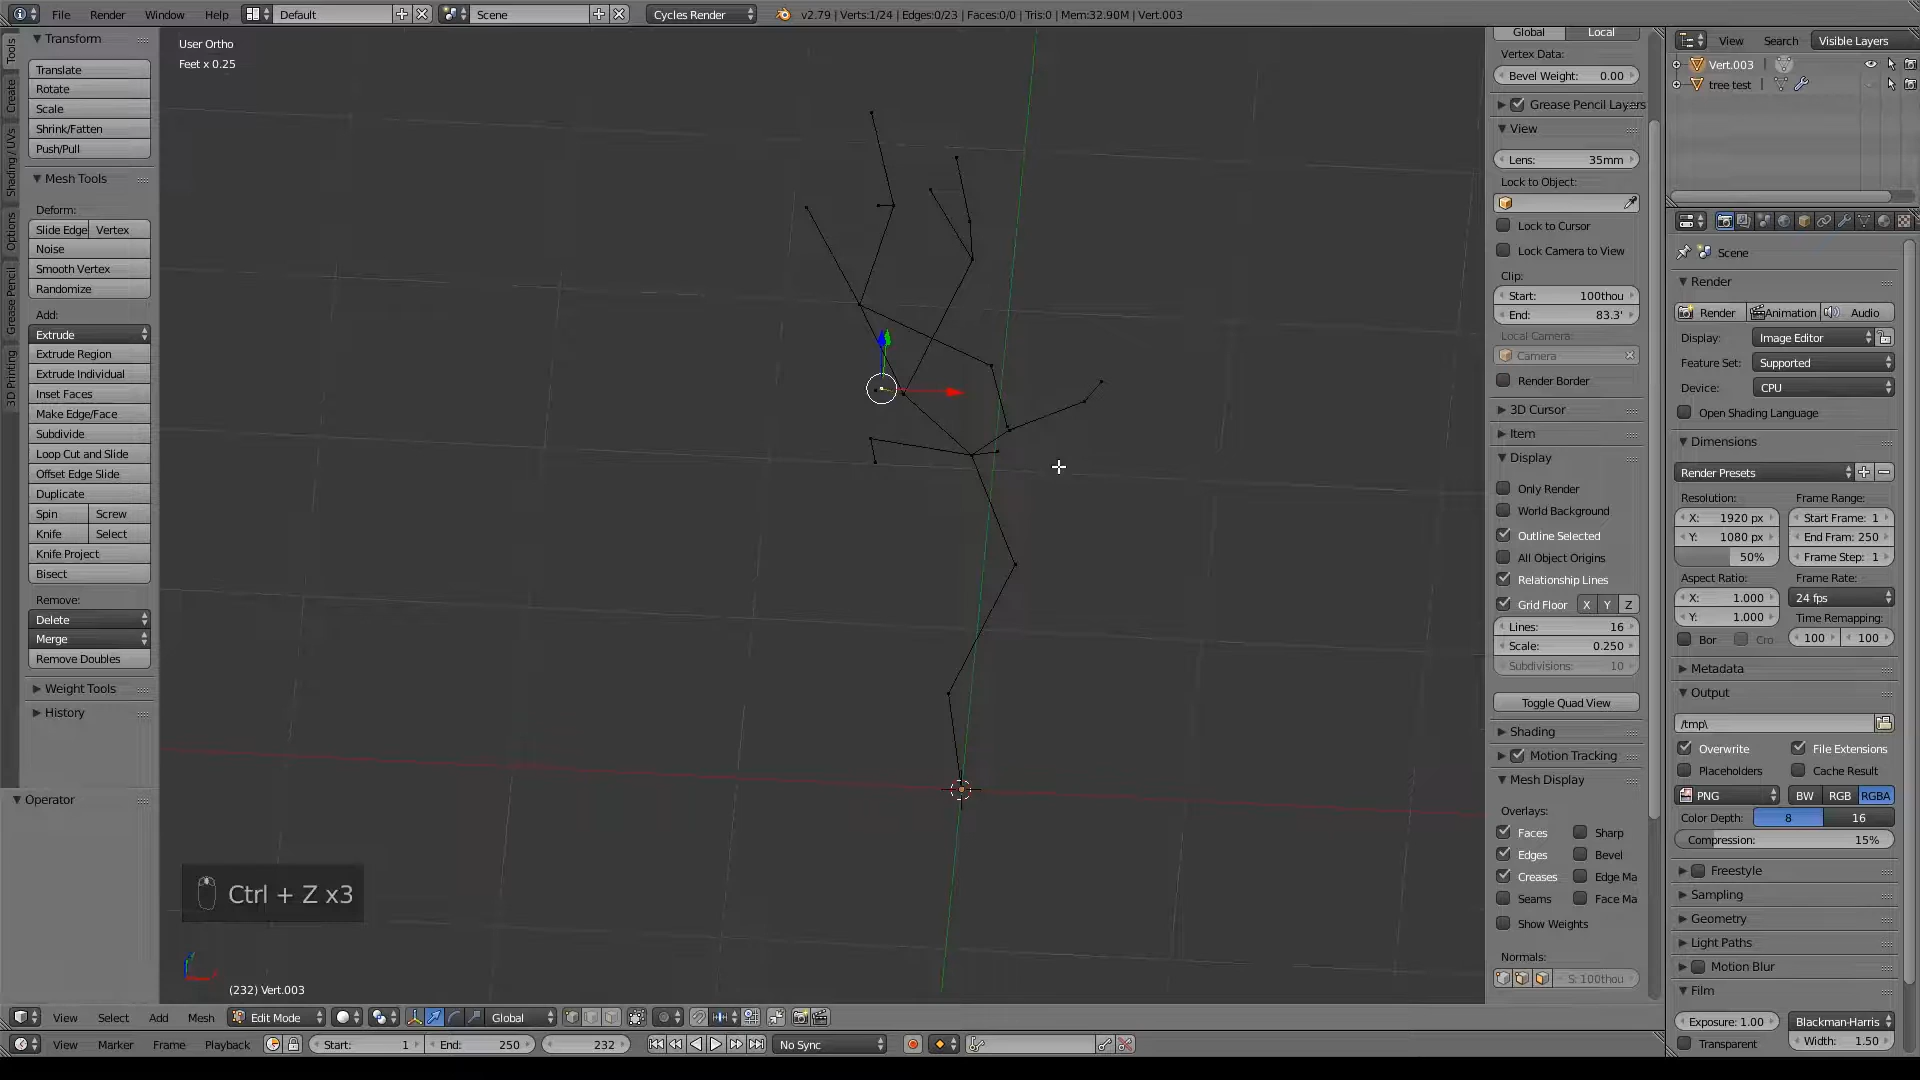 File Render Window Help Default Scene Cycles Render v2.79 | Verts:1/24 | Edges:0/23 | Faces:0/0 | Tris:0 | Mem:32.90M | Vert.003
Tools
Create
Shading / UVs
Options
Grease Pencil
3D Printing
Transform
Translate
Rotate
Scale
Shrink/Fatten
Push/Pull
Mesh Tools
Deform:
Slide Edge Vertex
Noise
Smooth Vertex
Randomize
Add:
Extrude
Extrude Region
Extrude Individual
Inset Faces
Make Edge/Face
Subdivide
Loop Cut and Slide
Offset Edge Slide
Duplicate
Spin Screw
Knife Select
Knife Project
Bisect
Remove:
Delete
Merge
Remove Doubles
Weight Tools
History
Operator
User Ortho
Feet x 0.25
Ctrl + Z x3
(232) Vert.003
Global Local
Vertex Data:
Bevel Weight: 0.00
Grease Pencil Layers
View
Lens: 35mm
Lock to Object:
Lock to Cursor
Lock Camera to View
Clip:
Start: 100thou
End: 83.3'
Local Camera:
Camera
Render Border
3D Cursor
Item
Display
Only Render
World Background
Outline Selected
All Object Origins
Relationship Lines
Grid Floor X Y Z
Lines: 16
Scale: 0.250
Subdivisions: 10
Toggle Quad View
Shading
Motion Tracking
Mesh Display
Overlays:
Faces Sharp
Edges Bevel
Creases Edge Ma
Seams Face Ma
Show Weights
Normals:
S: 100thou
View Search Visible Layers
Vert.003
tree test
Scene
Render
Render Animation Audio
Display: Image Editor
Feature Set: Supported
Device: CPU
Open Shading Language
Dimensions
Render Presets
Resolution: Frame Range:
X: 1920 px Start Frame: 1
Y: 1080 px End Fram: 250
50% Frame Step: 1
Aspect Ratio: Frame Rate:
X: 1.000 24 fps
Y: 1.000 Time Remapping:
Bor Cro 100 100
Metadata
Output
/tmp\
Overwrite File Extensions
Placeholders Cache Result
PNG BW RGB RGBA
Color Depth: 8 16
Compression: 15%
Freestyle
Sampling
Geometry
Light Paths
Motion Blur
Film
Exposure: 1.00 Blackman-Harris
Transparent Width: 1.50
View Select Add Mesh Edit Mode Global
View Marker Frame Playback Start: 1 End: 250 232 No Sync